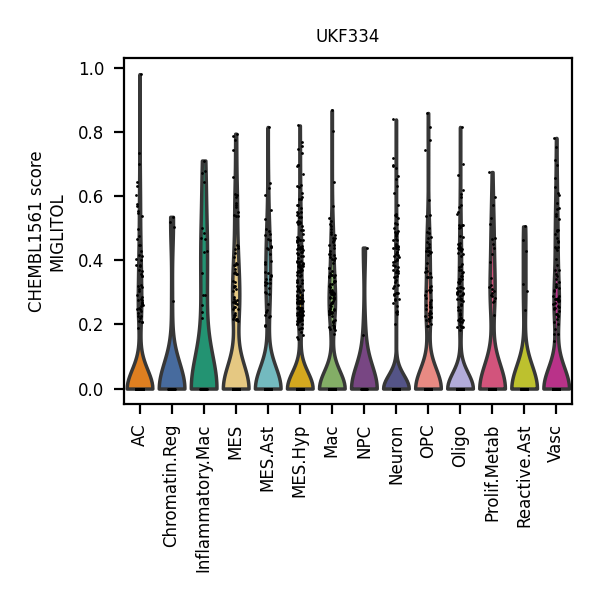 UKF334
CHEMBL1561 score
MIGLITOL
1.0
0.8
0.6
0.4
0.2
0.0
AC
Chromatin.Reg
Inflammatory.Mac
MES
MES.Ast
MES.Hyp
Mac
NPC
Neuron
OPC
Oligo
Prolif.Metab
Reactive.Ast
Vasc